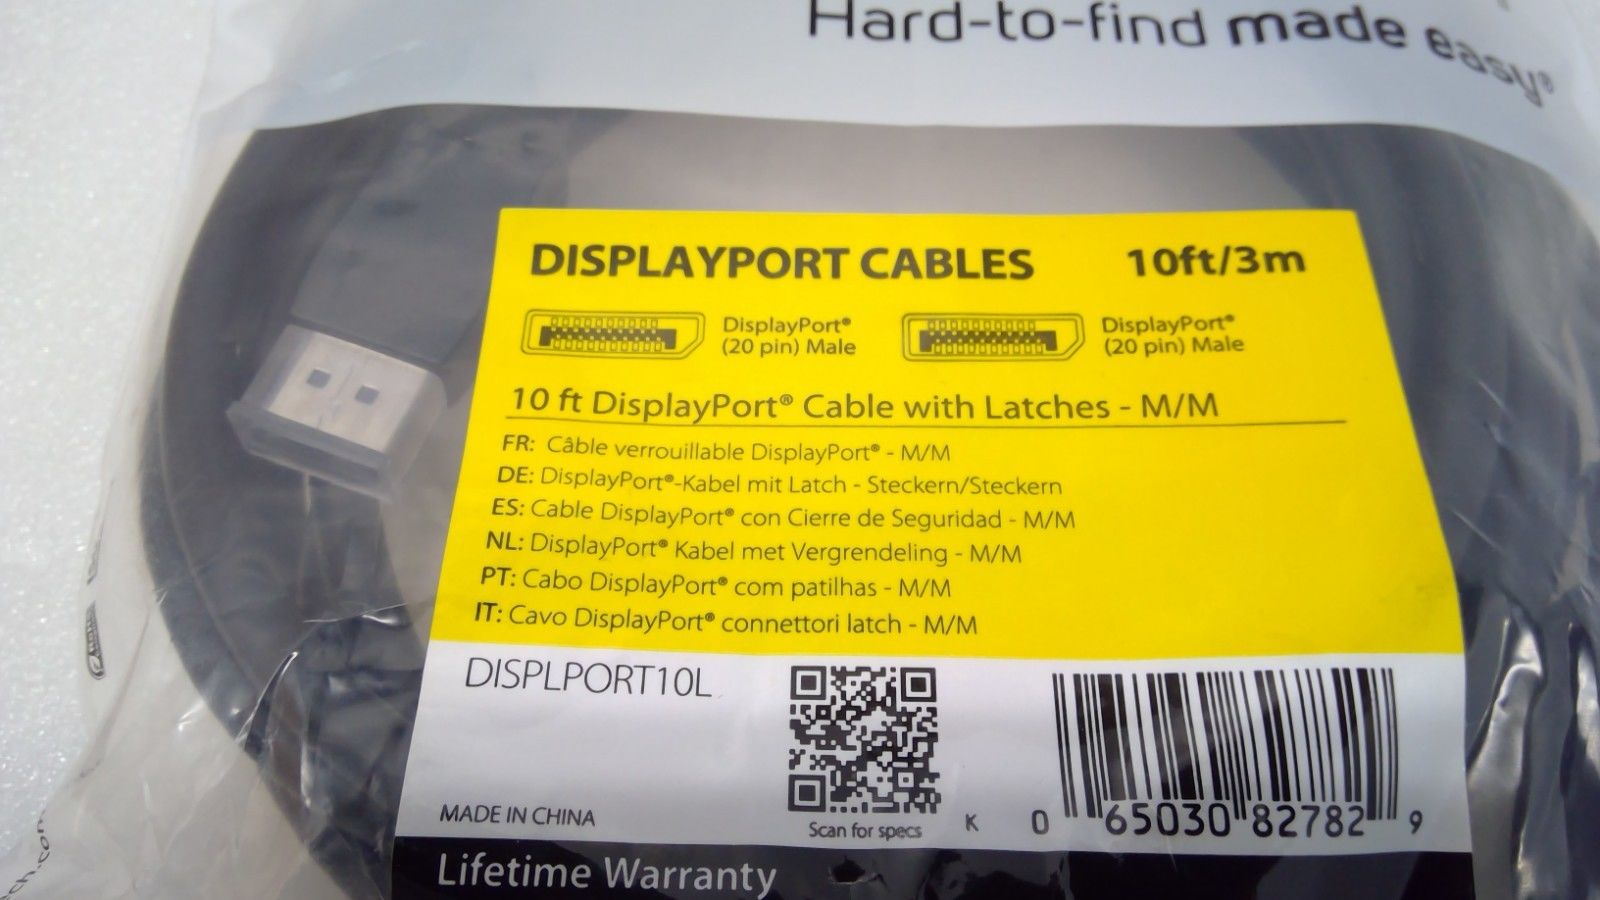 Hard-to-find made easy®
DISPLAYPORT CABLES 10ft/3m
DisplayPort®
(20 pin) Male
DisplayPort®
(20 pin) Male
10 ft DisplayPort® Cable with Latches - M/M
FR: Câble verrouillable DisplayPort® - M/M
DE: DisplayPort®-Kabel mit Latch - Steckern/Steckern
ES: Cable DisplayPort® con Cierre de Seguridad - M/M
NL: DisplayPort® Kabel met Vergrendeling - M/M
PT: Cabo DisplayPort® com patilhas - M/M
IT: Cavo DisplayPort® connettori latch - M/M
DISPLPORT10L
MADE IN CHINA
Scan for specs
K
0 65030 82782 9
Lifetime Warranty
ch.com